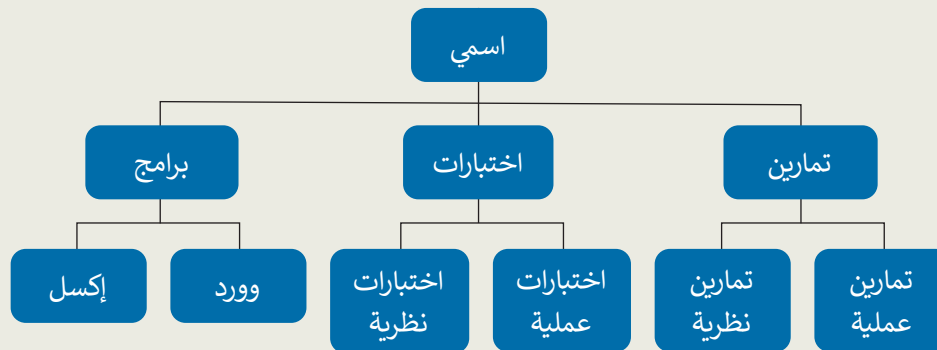 اسمي
تمارين
اختبارات
برامج
تمارين
عملية
تمارين
نظرية
اختبارات
عملية
اختبارات
نظرية
وورد
إكسل